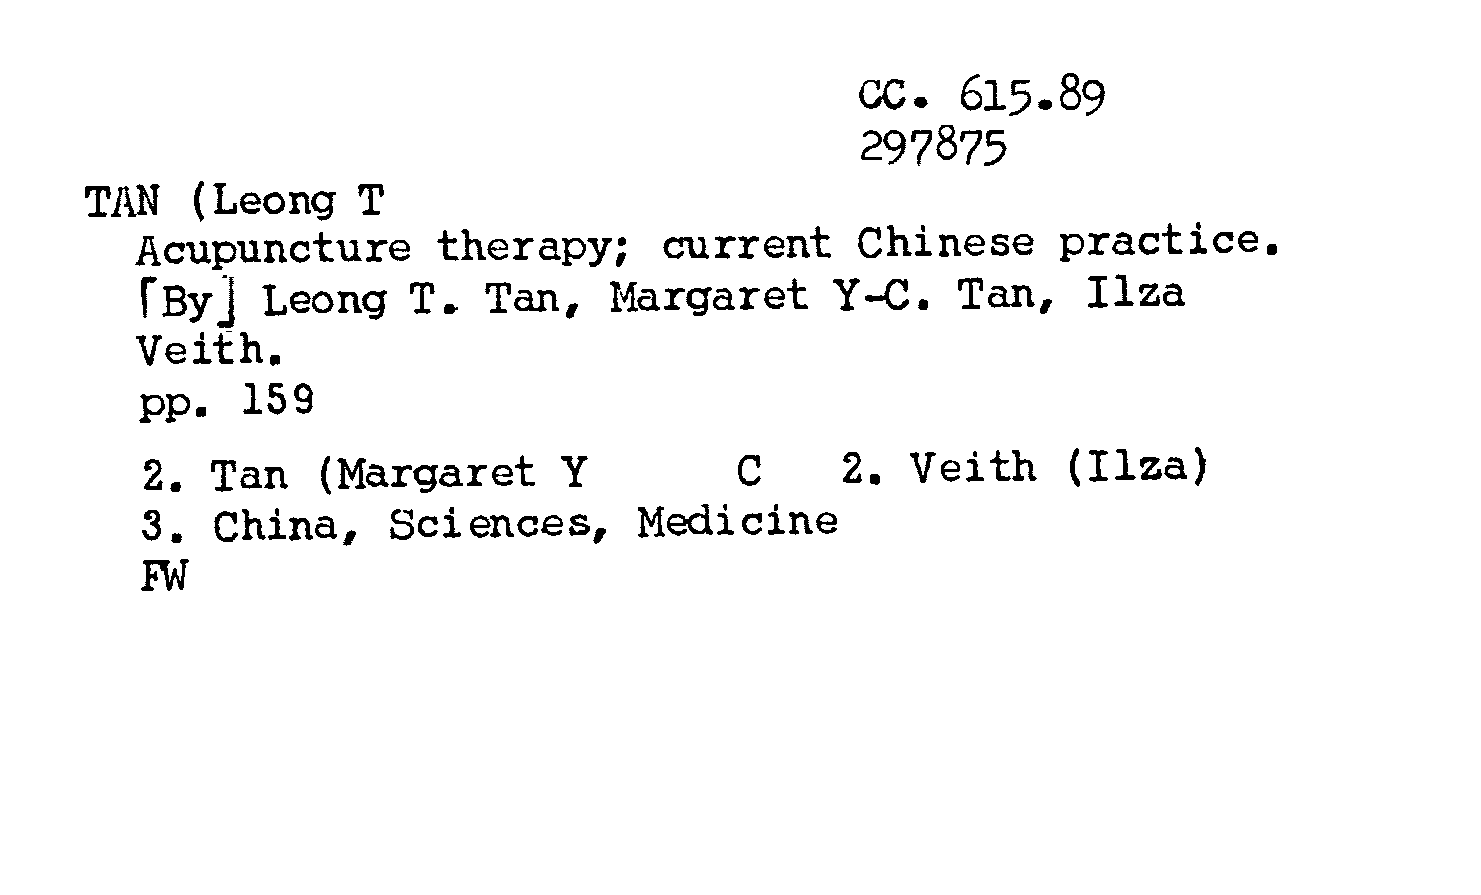 CC. 615.89
297875
TAN (Leong T
Acupuncture therapy; current Chinese practice.
[By] Leong T. Tan, Margaret Y-C. Tan, Ilza
Veith.
pp. 159
2. Tan (Margaret Y C 2. Veith (Ilza)
3. China, Sciences, Medicine
FW